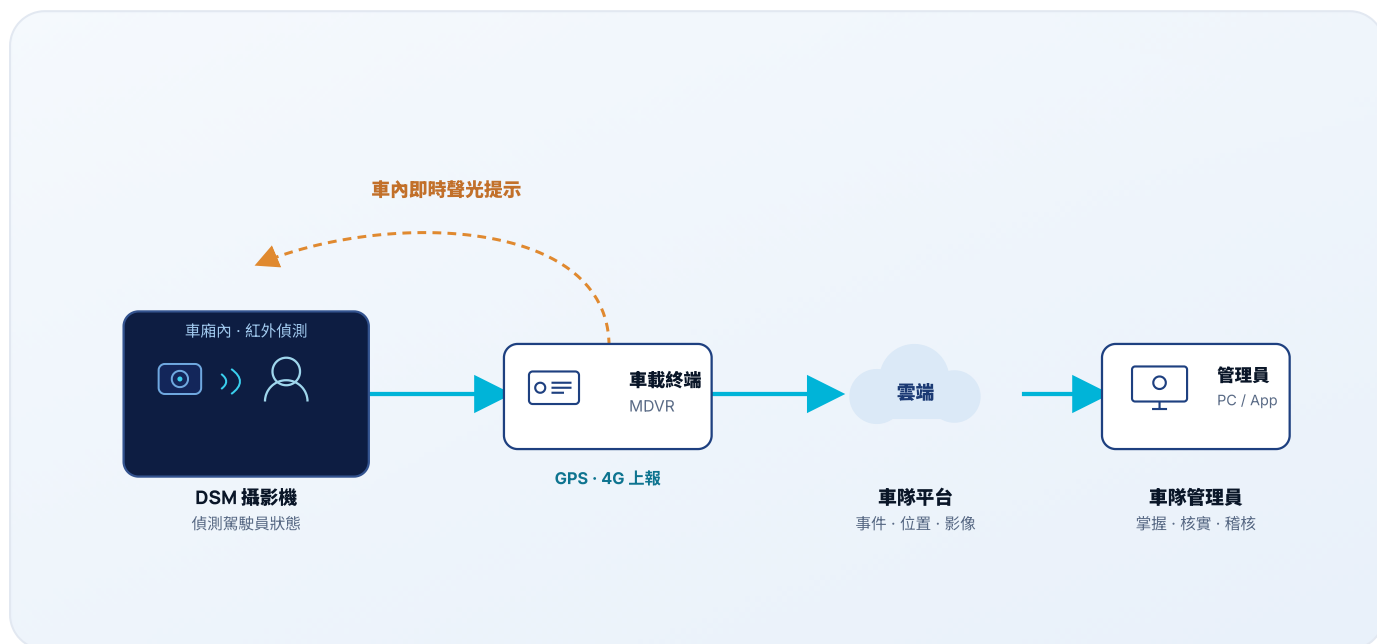 車內即時聲光提示
車廂內 · 紅外偵測
車載終端
MDVR
雲端
管理員
PC / App
GPS · 4G 上報
DSM 攝影機
偵測駕駛員狀態
車隊平台
事件 · 位置 · 影像
車隊管理員
掌握 · 核實 · 稽核